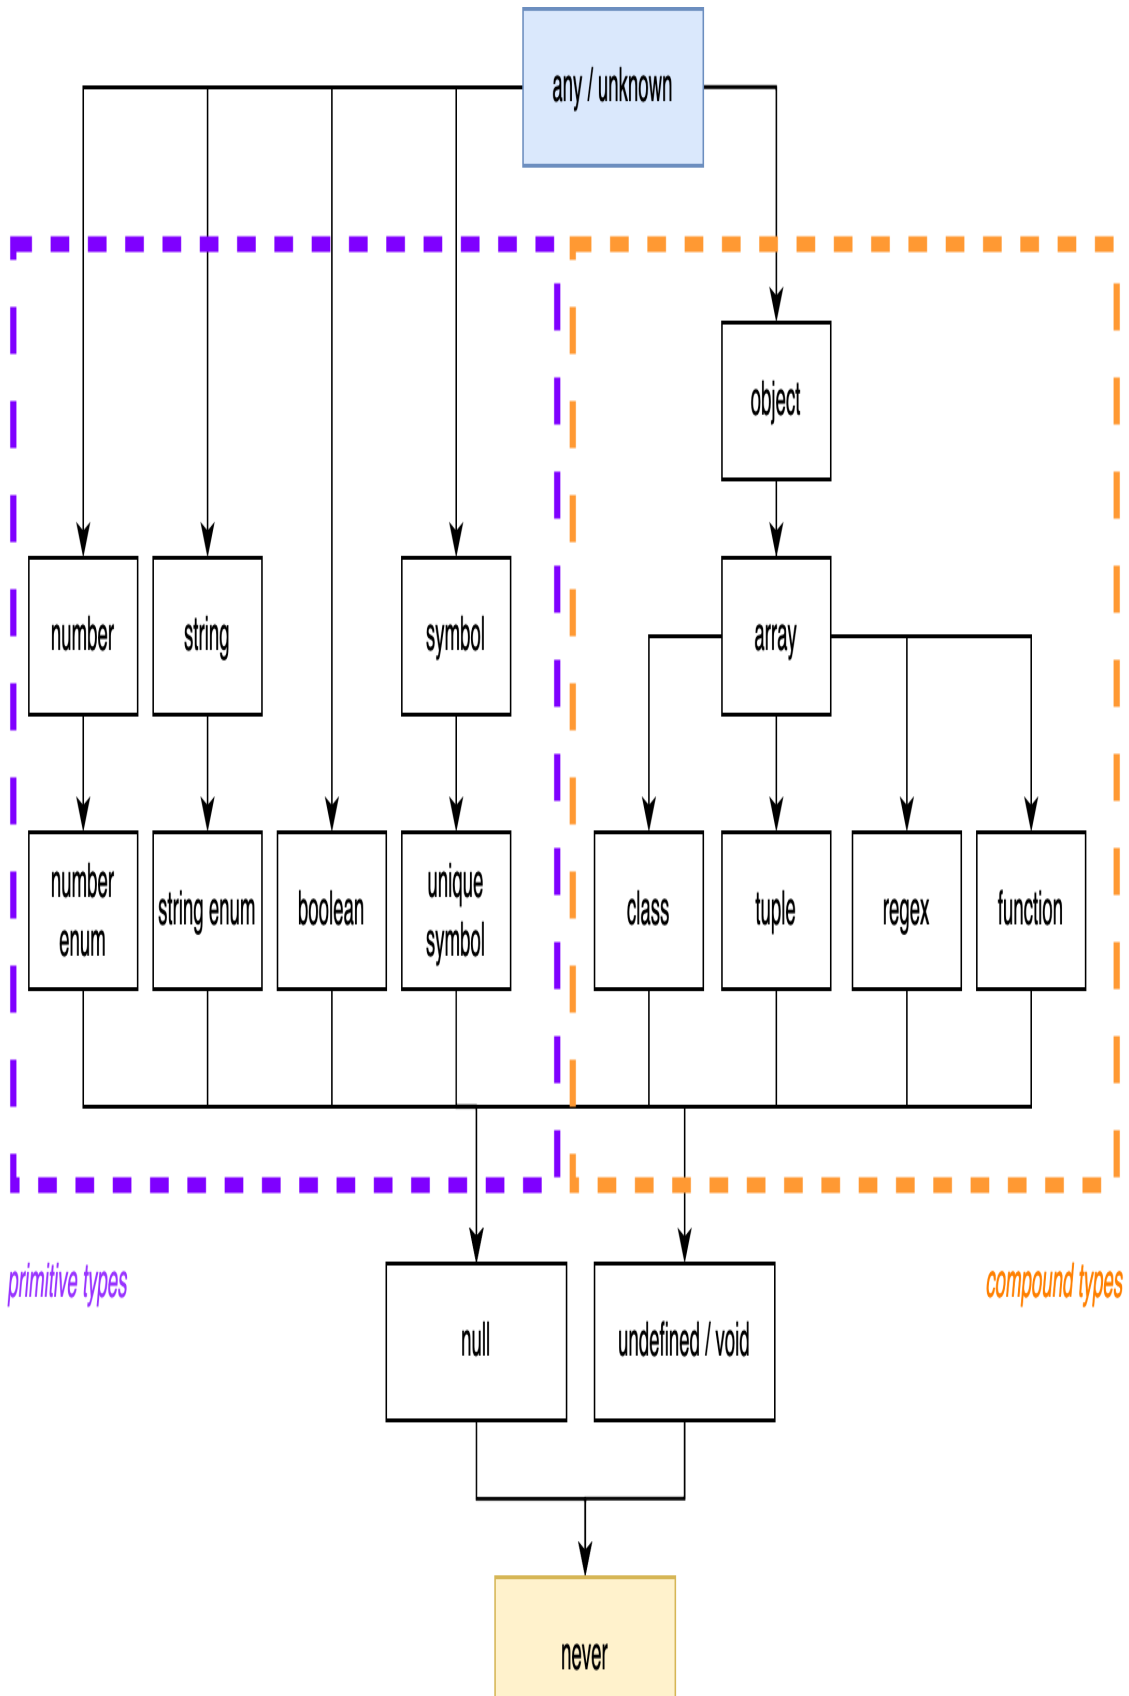 any / unknown
object
number
string
symbol
array
number
enum
string enum
boolean
unique
symbol
class
tuple
regex
function
primitive types
compound types
null
undefined / void
never